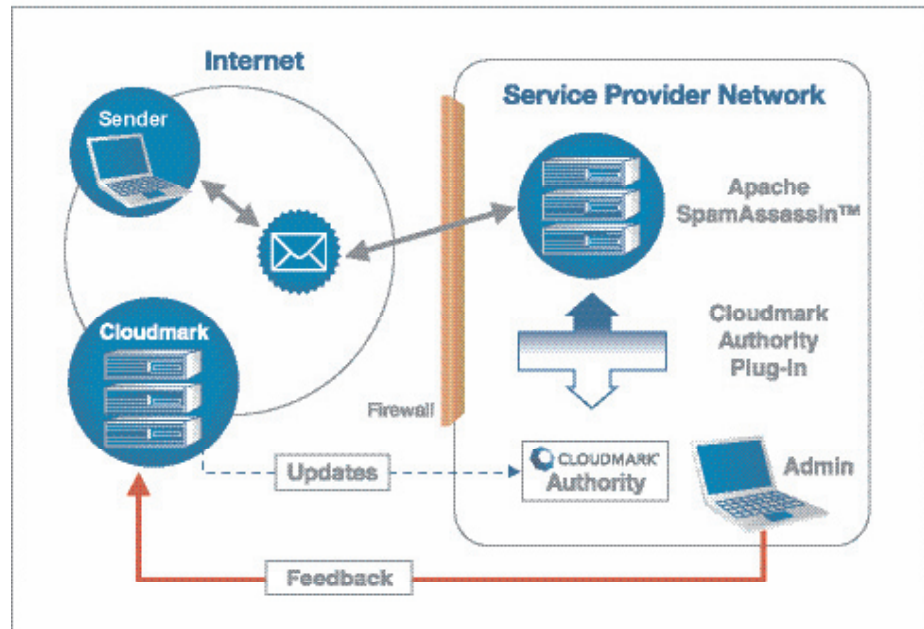 Internet
Sender
Cloudmark
Firewall
Updates
Feedback
Service Provider Network
Apache
SpamAssassin™
Cloudmark
Authority
Plug-In
CLOUDMARK®
Authority
Admin